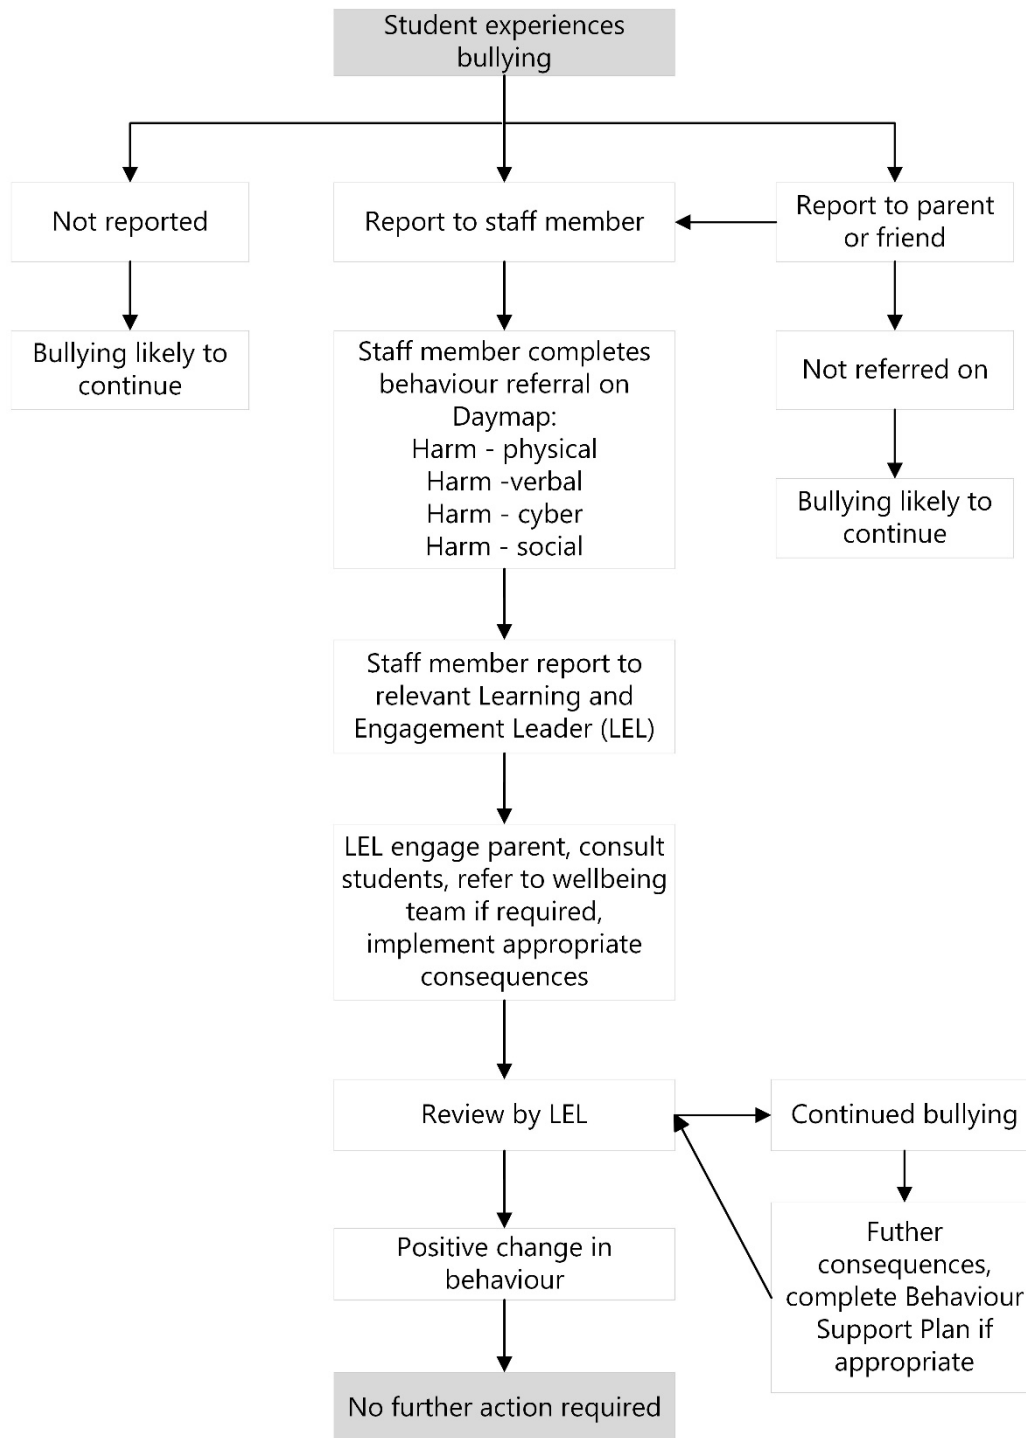 Student experiences
bullying
Not reported
Report to staff member
Report to parent
or friend
Bullying likely to
continue
Staff member completes
behaviour referral on
Daymap:
Harm - physical
Harm -verbal
Harm - cyber
Harm - social
Not referred on
Bullying likely to
continue
Staff member report to
relevant Learning and
Engagement Leader (LEL)
LEL engage parent, consult
students, refer to wellbeing
team if required,
implement appropriate
consequences
Review by LEL
Continued bullying
Positive change in
behaviour
Futher
consequences,
complete Behaviour
Support Plan if
appropriate
No further action required